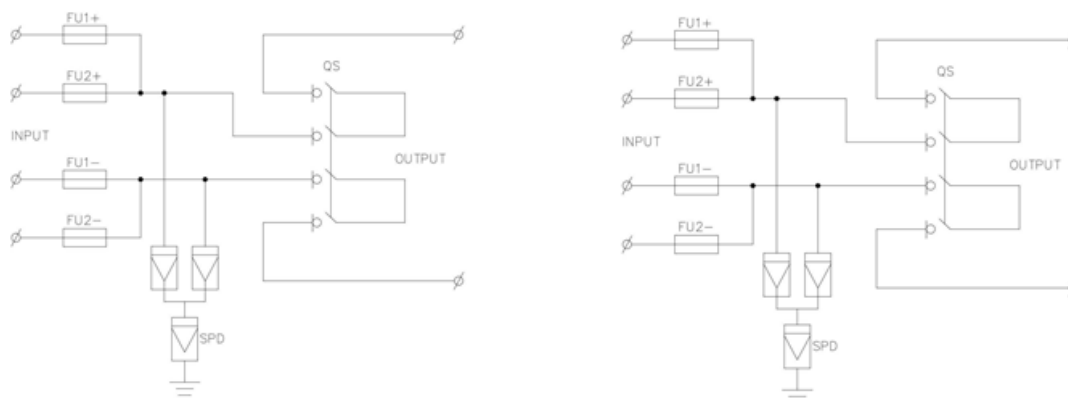 FU1+
FU2+
QS
INPUT
FU1-
OUTPUT
FU2-
SPD
FU1+
FU2+
QS
INPUT
FU1-
OUTPUT
FU2-
SPD